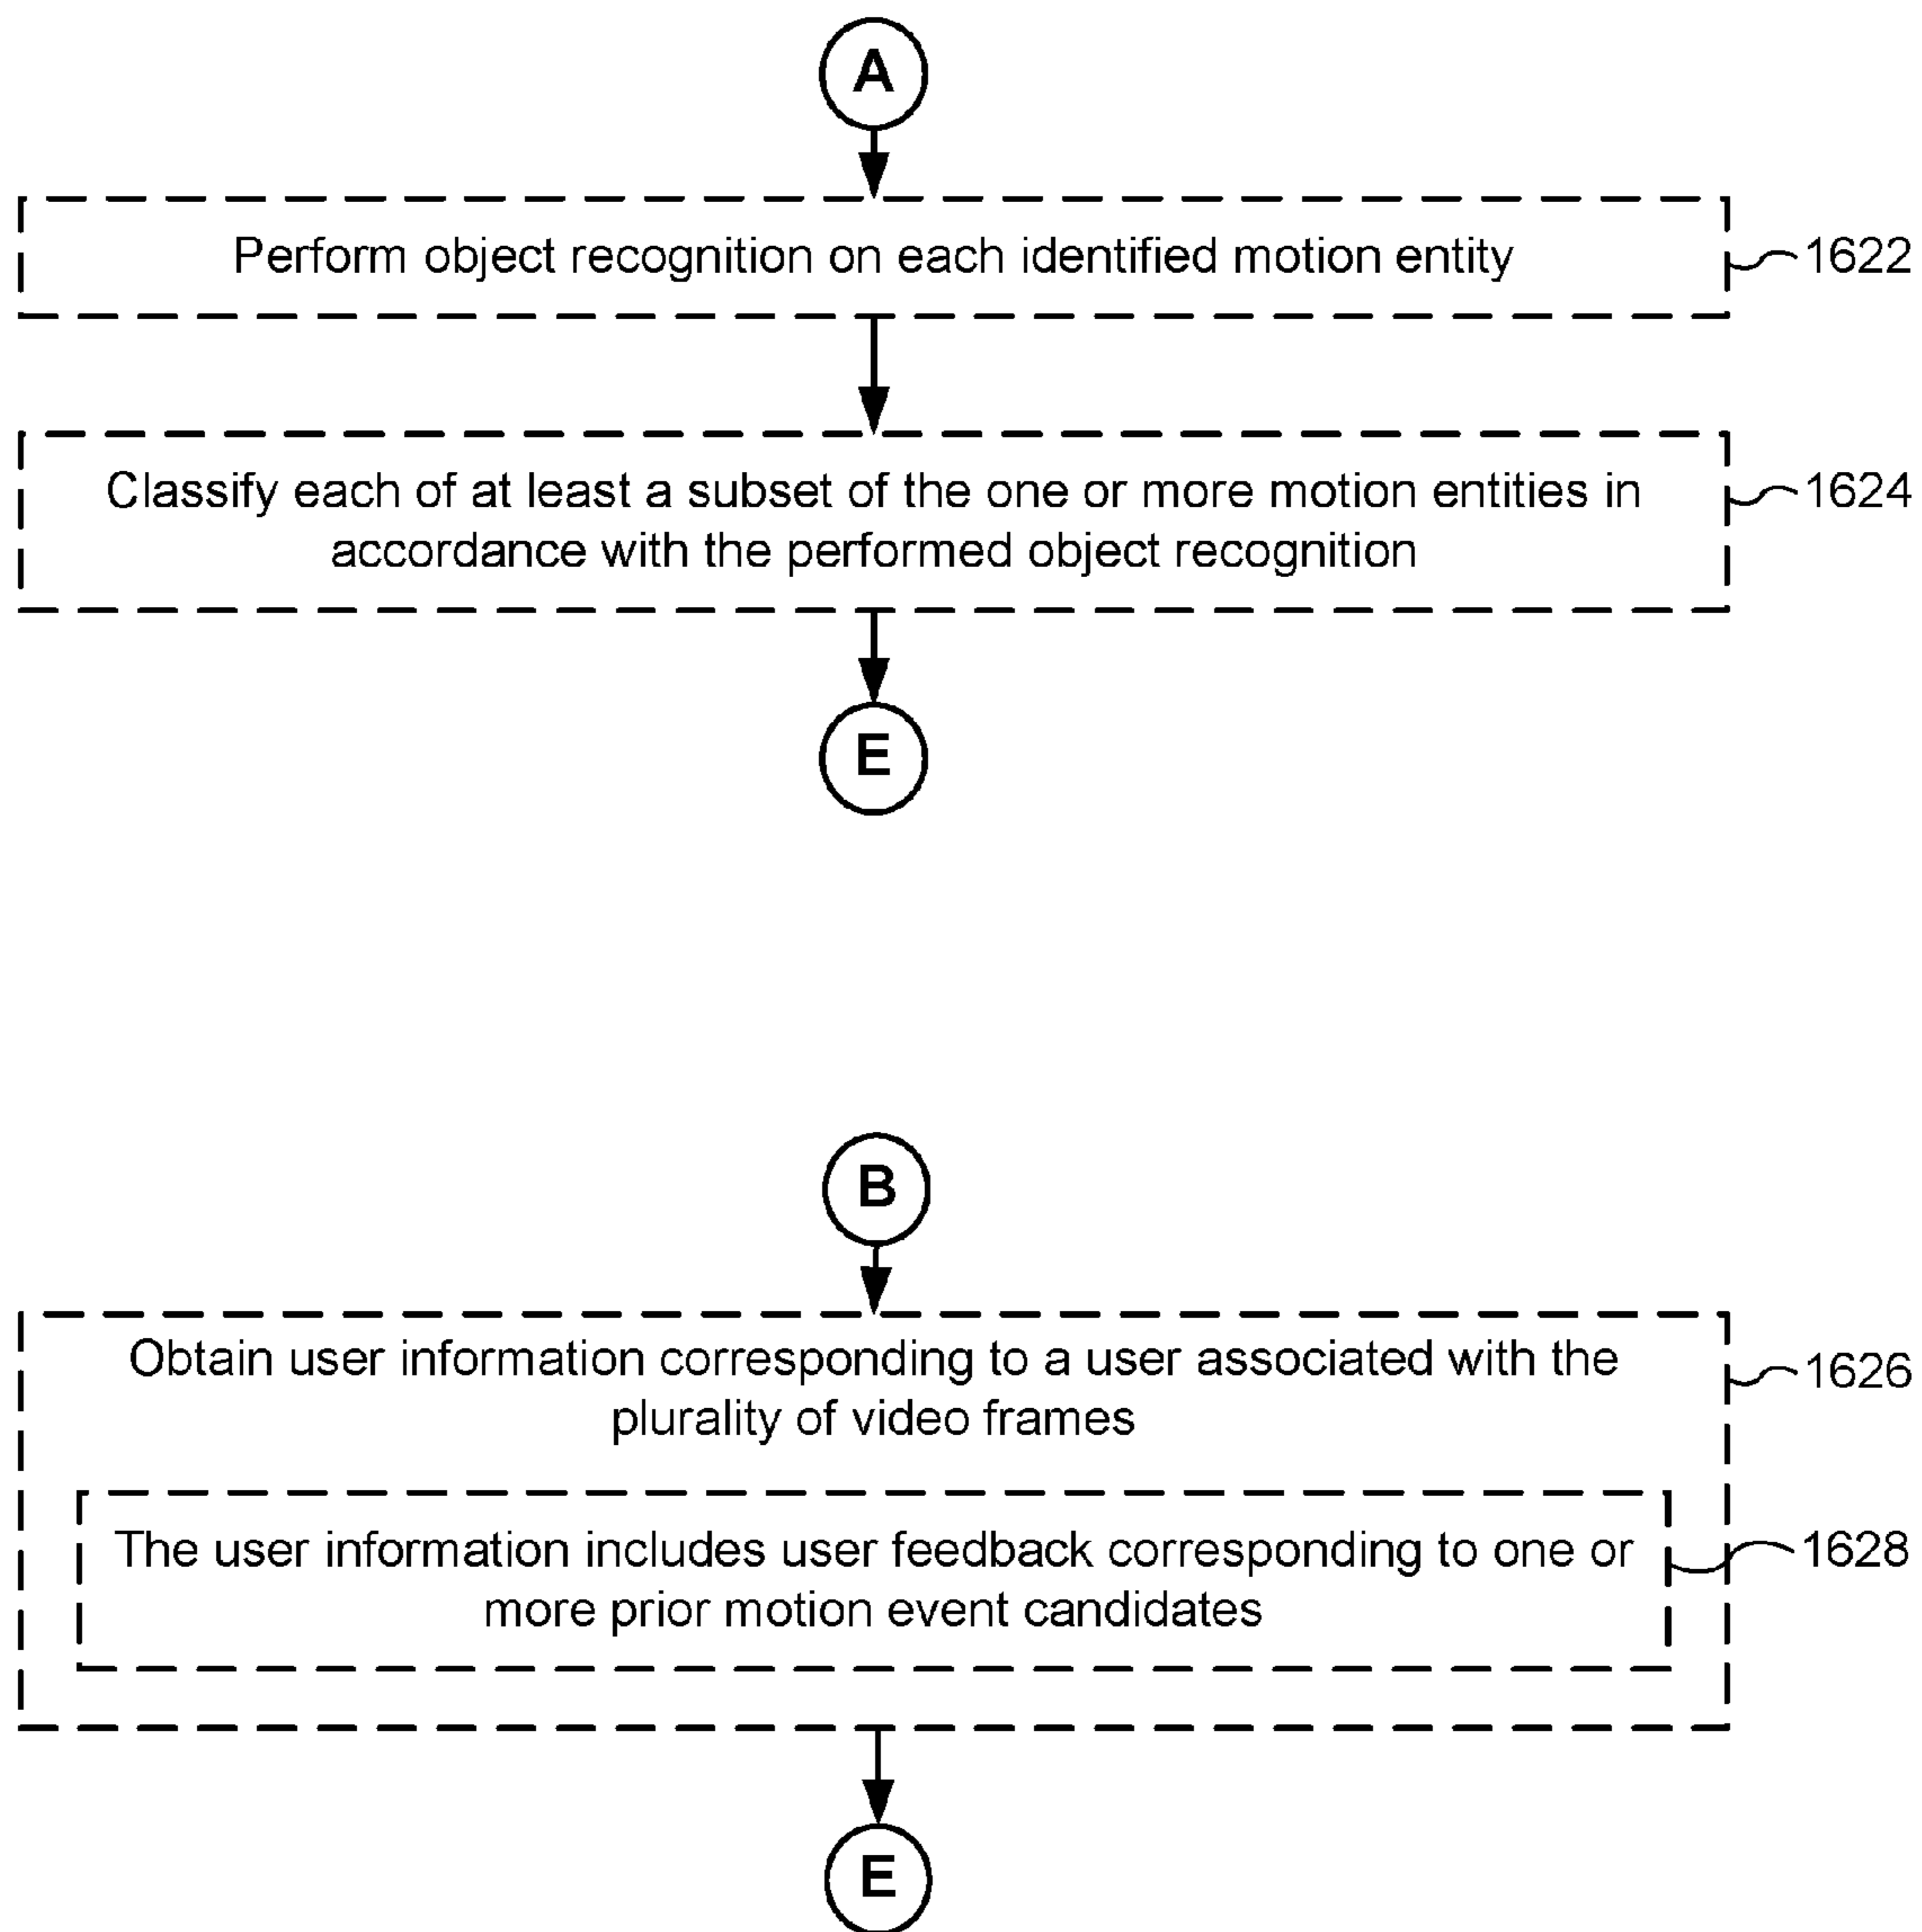 A
Perform object recognition on each identified motion entity
1622
Classify each of at least a subset of the one or more motion entities in
accordance with the performed object recognition
1624
E
B
Obtain user information corresponding to a user associated with the
plurality of video frames
1626
The user information includes user feedback corresponding to one or
more prior motion event candidates
1628
E